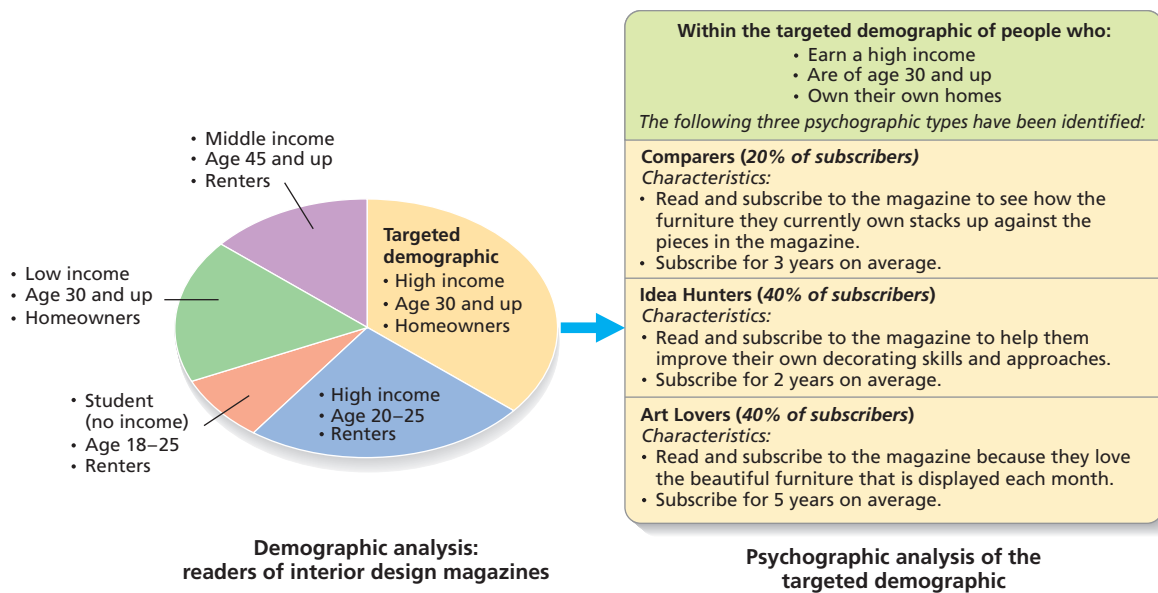 • Middle income
• Age 45 and up
• Renters
• Low income
• Age 30 and up
• Homeowners
• Student
(no income)
• Age 18–25
• Renters
Targeted
demographic
• High income
• Age 30 and up
• Homeowners
• High income
• Age 20–25
• Renters
Demographic analysis:
readers of interior design magazines
Within the targeted demographic of people who:
• Earn a high income
• Are of age 30 and up
• Own their own homes
The following three psychographic types have been identified:
Comparers (20% of subscribers)
Characteristics:
• Read and subscribe to the magazine to see how the
furniture they currently own stacks up against the
pieces in the magazine.
• Subscribe for 3 years on average.
Idea Hunters (40% of subscribers)
Characteristics:
• Read and subscribe to the magazine to help them
improve their own decorating skills and approaches.
• Subscribe for 2 years on average.
Art Lovers (40% of subscribers)
Characteristics:
• Read and subscribe to the magazine because they love
the beautiful furniture that is displayed each month.
• Subscribe for 5 years on average.
Psychographic analysis of the
targeted demographic